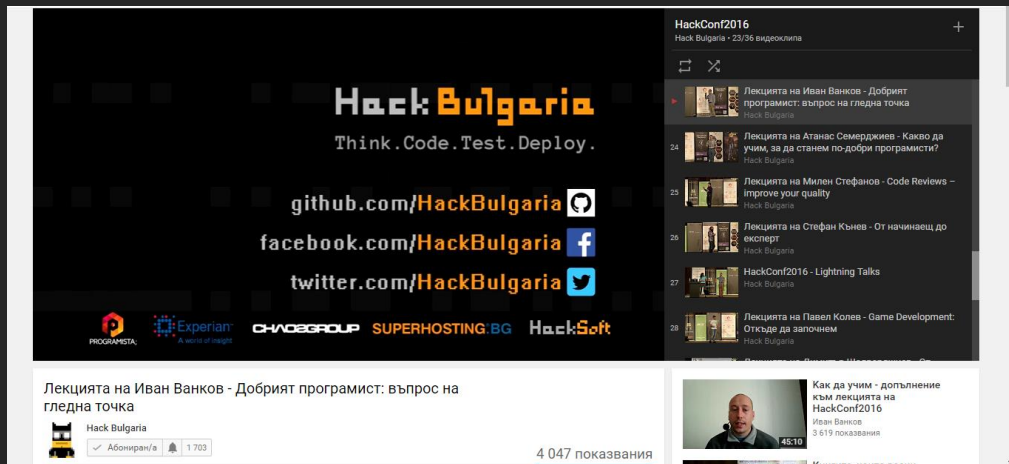 Hack Bulgaria
Think.Code.Test.Deploy.
github.com/HackBulgaria
facebook.com/HackBulgaria
twitter.com/HackBulgaria
PROGRAMISTA;
Experian
A world of insight
CHAOSGROUP
SUPERHOSTING.BG
HackSoft
HackConf2016
Hack Bulgaria • 23/36 видеоклипа
Лекцията на Иван Ванков - Добрият
програмист: въпрос на гледна точка
Hack Bulgaria
24
Лекцията на Атанас Семерджиев - Какво да
учим, за да станем по-добри програмисти?
Hack Bulgaria
25
Лекцията на Милен Стефанов - Code Reviews –
improve your quality
Hack Bulgaria
26
Лекцията на Стефан Кънев - От начинаещ до
експерт
Hack Bulgaria
27
HackConf2016 - Lightning Talks
Hack Bulgaria
28
Лекцията на Павел Колев - Game Development:
Откъде да започнем
Hack Bulgaria
Лекцията на Иван Ванков - Добрият програмист: въпрос на
гледна точка
Hack Bulgaria
Абониран/а 1 703
4 047 показвания
Как да учим - допълнение
към лекцията на
HackConf2016
Иван Ванков
3 619 показвания
45:10